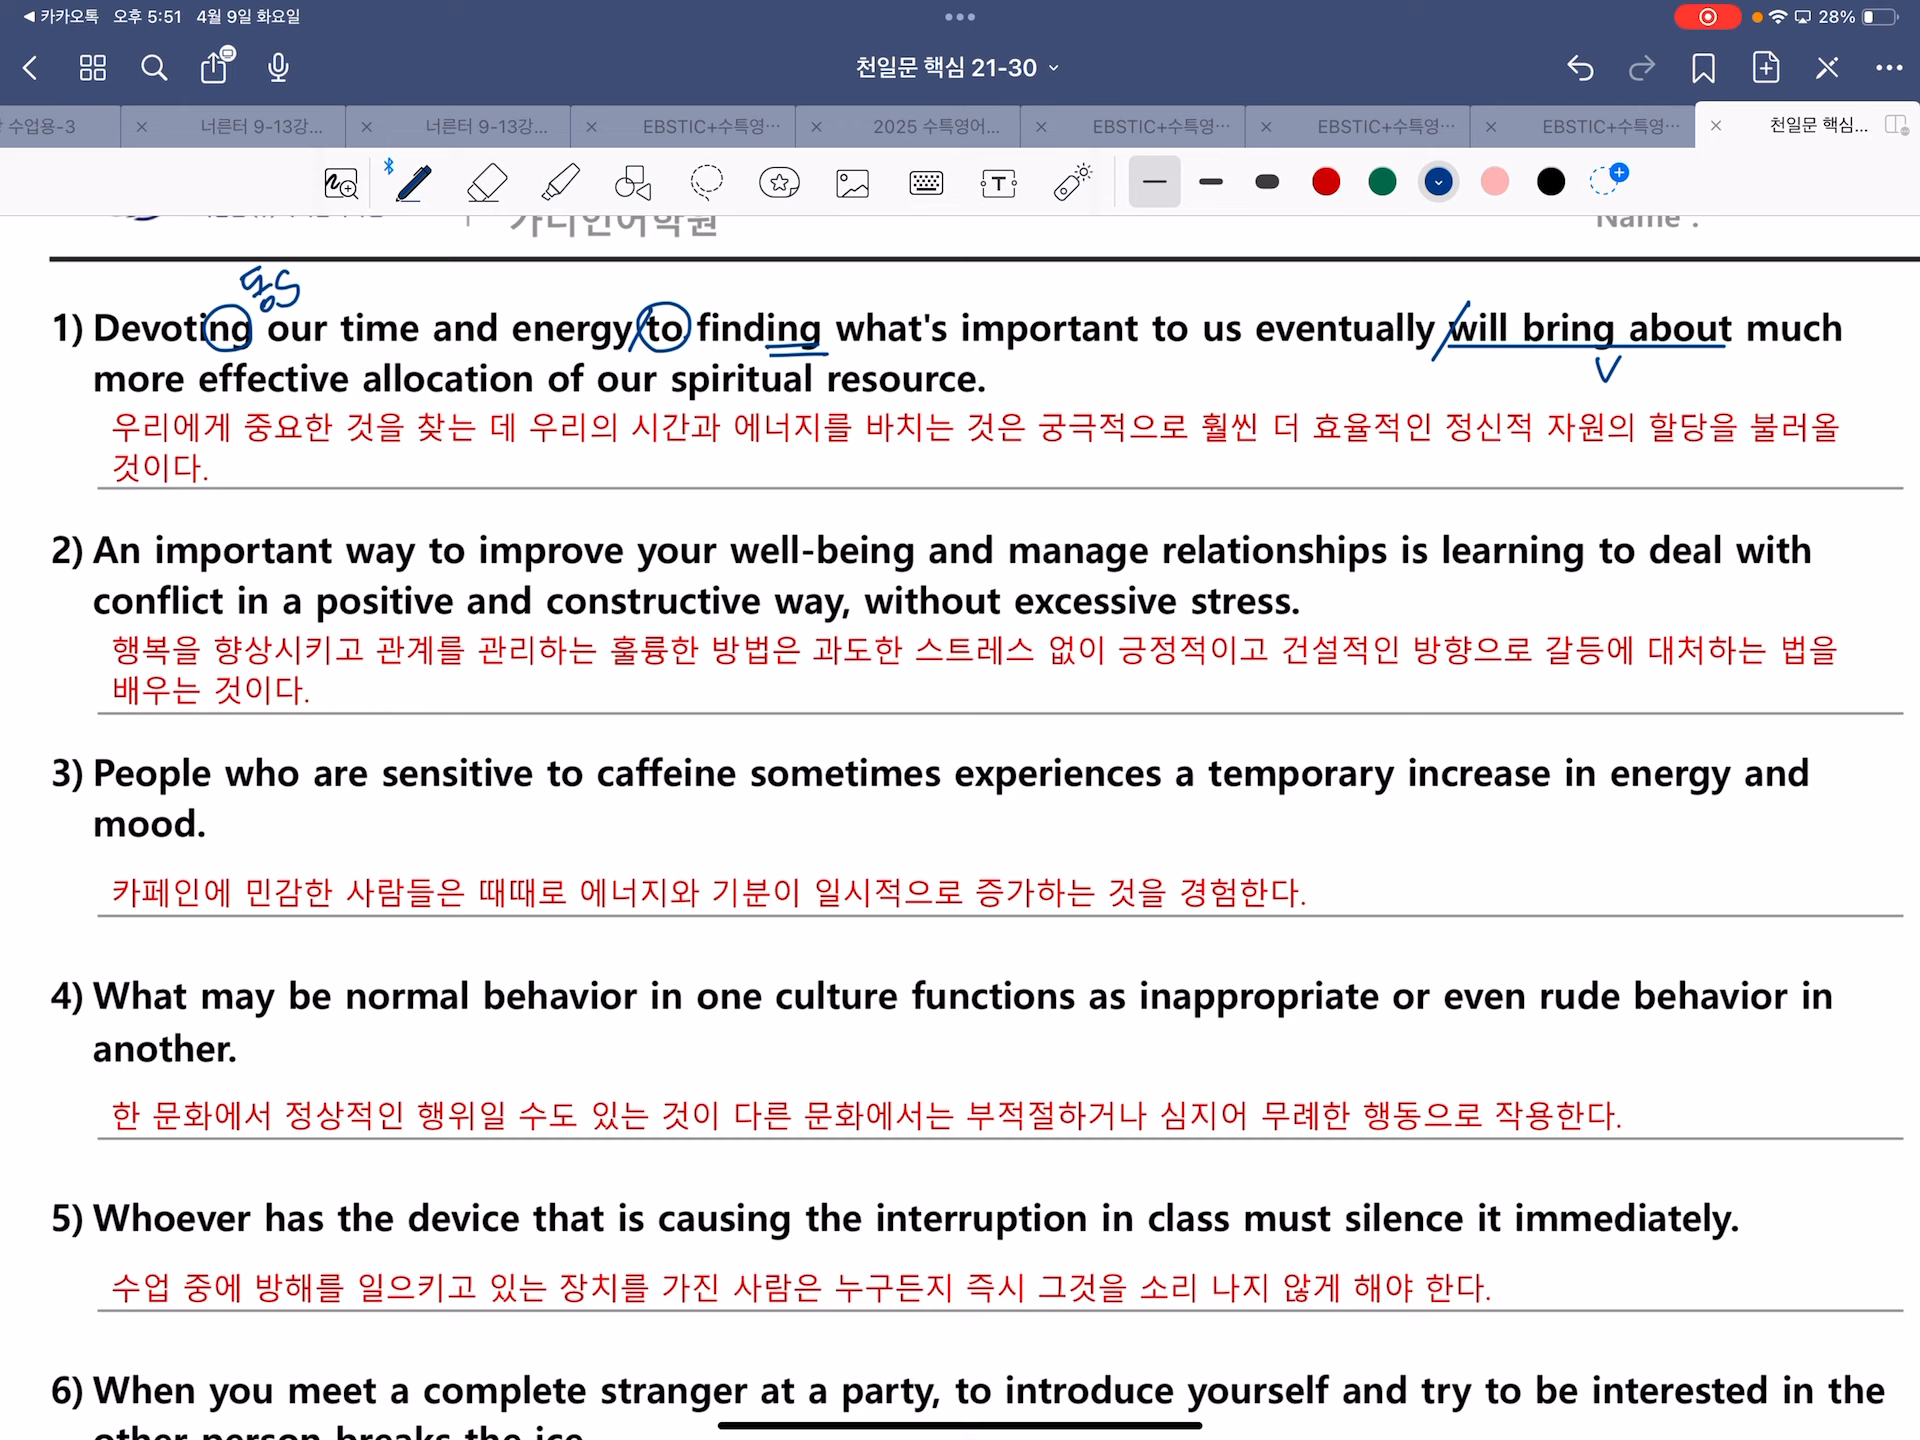 카카오톡 오후 5:51 4월 9일 화요일
28%
천일문 핵심 21-30
수업용-3
너른터 9-13강...
너른터 9-13강...
EBSTIC+수특영...
2025 수특영어...
EBSTIC+수특영...
EBSTIC+수특영...
EBSTIC+수특영...
천일문 핵심...
Name :
동S
1) Devoting our time and energy to finding what's important to us eventually will bring about much
V
more effective allocation of our spiritual resource.
우리에게 중요한 것을 찾는 데 우리의 시간과 에너지를 바치는 것은 궁극적으로 훨씬 더 효율적인 정신적 자원의 할당을 불러올
것이다.
2) An important way to improve your well-being and manage relationships is learning to deal with
conflict in a positive and constructive way, without excessive stress.
행복을 향상시키고 관계를 관리하는 훌륭한 방법은 과도한 스트레스 없이 긍정적이고 건설적인 방향으로 갈등에 대처하는 법을
배우는 것이다.
3) People who are sensitive to caffeine sometimes experiences a temporary increase in energy and
mood.
카페인에 민감한 사람들은 때때로 에너지와 기분이 일시적으로 증가하는 것을 경험한다.
4) What may be normal behavior in one culture functions as inappropriate or even rude behavior in
another.
한 문화에서 정상적인 행위일 수도 있는 것이 다른 문화에서는 부적절하거나 심지어 무례한 행동으로 작용한다.
5) Whoever has the device that is causing the interruption in class must silence it immediately.
수업 중에 방해를 일으키고 있는 장치를 가진 사람은 누구든지 즉시 그것을 소리 나지 않게 해야 한다.
6) When you meet a complete stranger at a party, to introduce yourself and try to be interested in the
other person breaks the ice.